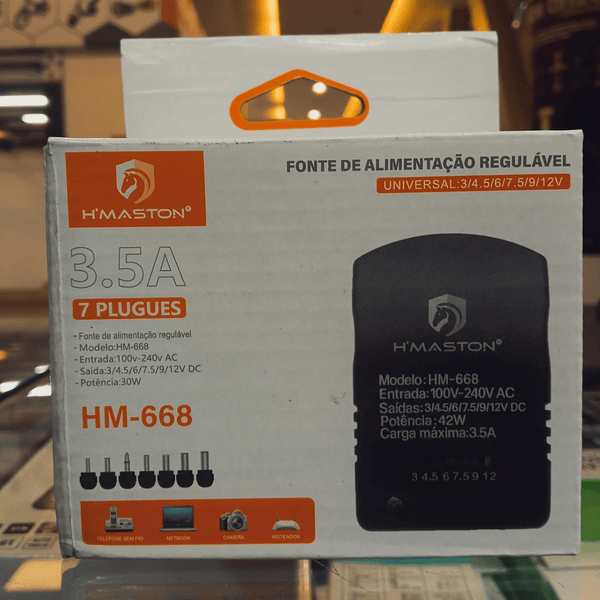 H'MASTON®
FONTE DE ALIMENTAÇÃO REGULÁVEL
UNIVERSAL:3/4.5/6/7.5/9/12V
3.5A
7 PLUGUES
- Fonte de alimentação regulável
- Modelo:HM-668
- Entrada:100v-240v AC
- Saída:3/4.5/6/7.5/9/12V DC
- Potência:30W
HM-668
TELEFONE SEM FIO
NETBOOK
CAMERA
ROTEADOR
H'MASTON®
Modelo:HM-668
Entrada:100V-240V AC
Saídas:3/4.5/6/7.5/9/12V DC
Potência:42W
Carga máxima:3.5A
3 4.5 6 7.5 9 12